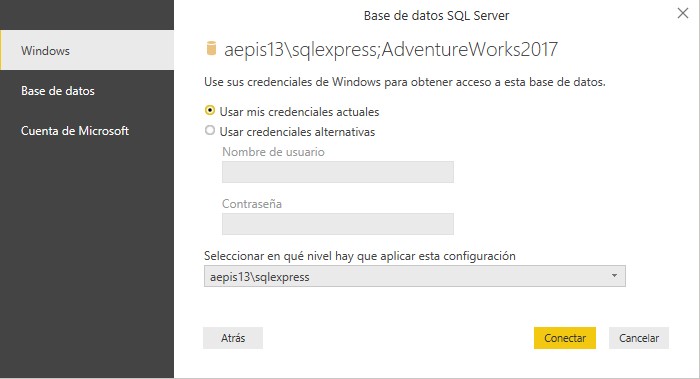 Base de datos SQL Server
Windows
Base de datos
Cuenta de Microsoft
aepis13\sqlexpress;AdventureWorks2017
Use sus credenciales de Windows para obtener acceso a esta base de datos.
Usar mis credenciales actuales
Usar credenciales alternativas
Nombre de usuario
Contraseña
Seleccionar en qué nivel hay que aplicar esta configuración
aepis13\sqlexpress
Atrás
Conectar
Cancelar